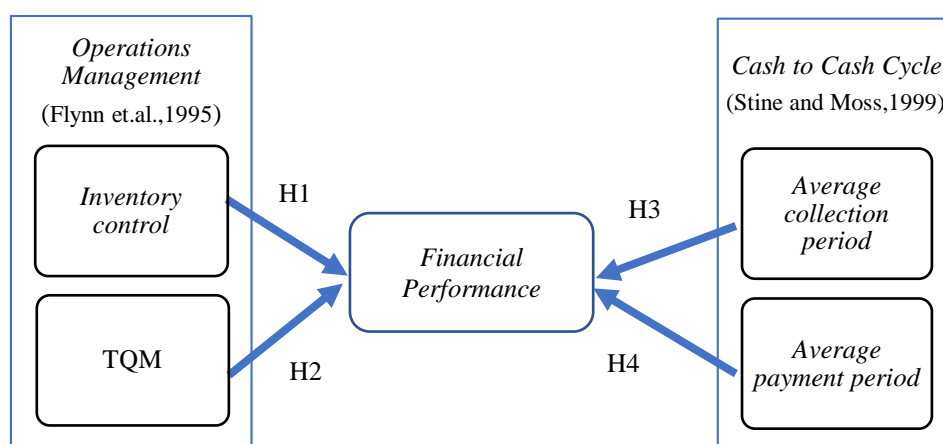 Operations
Management
(Flynn et.al.,1995)
Inventory
control
TQM
H1
H2
Financial
Performance
H3
H4
Cash to Cash Cycle
(Stine and Moss,1999)
Average
collection
period
Average
payment period